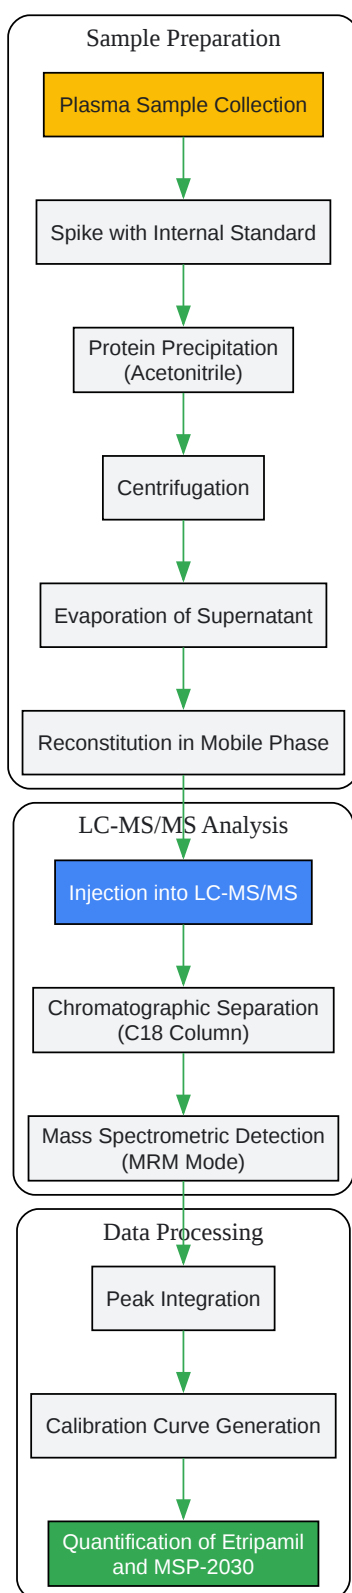 Sample Preparation
Plasma Sample Collection
Spike with Internal Standard
Protein Precipitation
(Acetonitrile)
Centrifugation
Evaporation of Supernatant
Reconstitution in Mobile Phase
LC-MS/MS Analysis
Injection into LC-MS/MS
Chromatographic Separation
(C18 Column)
Mass Spectrometric Detection
(MRM Mode)
Data Processing
Peak Integration
Calibration Curve Generation
Quantification of Etripamil
and MSP-2030